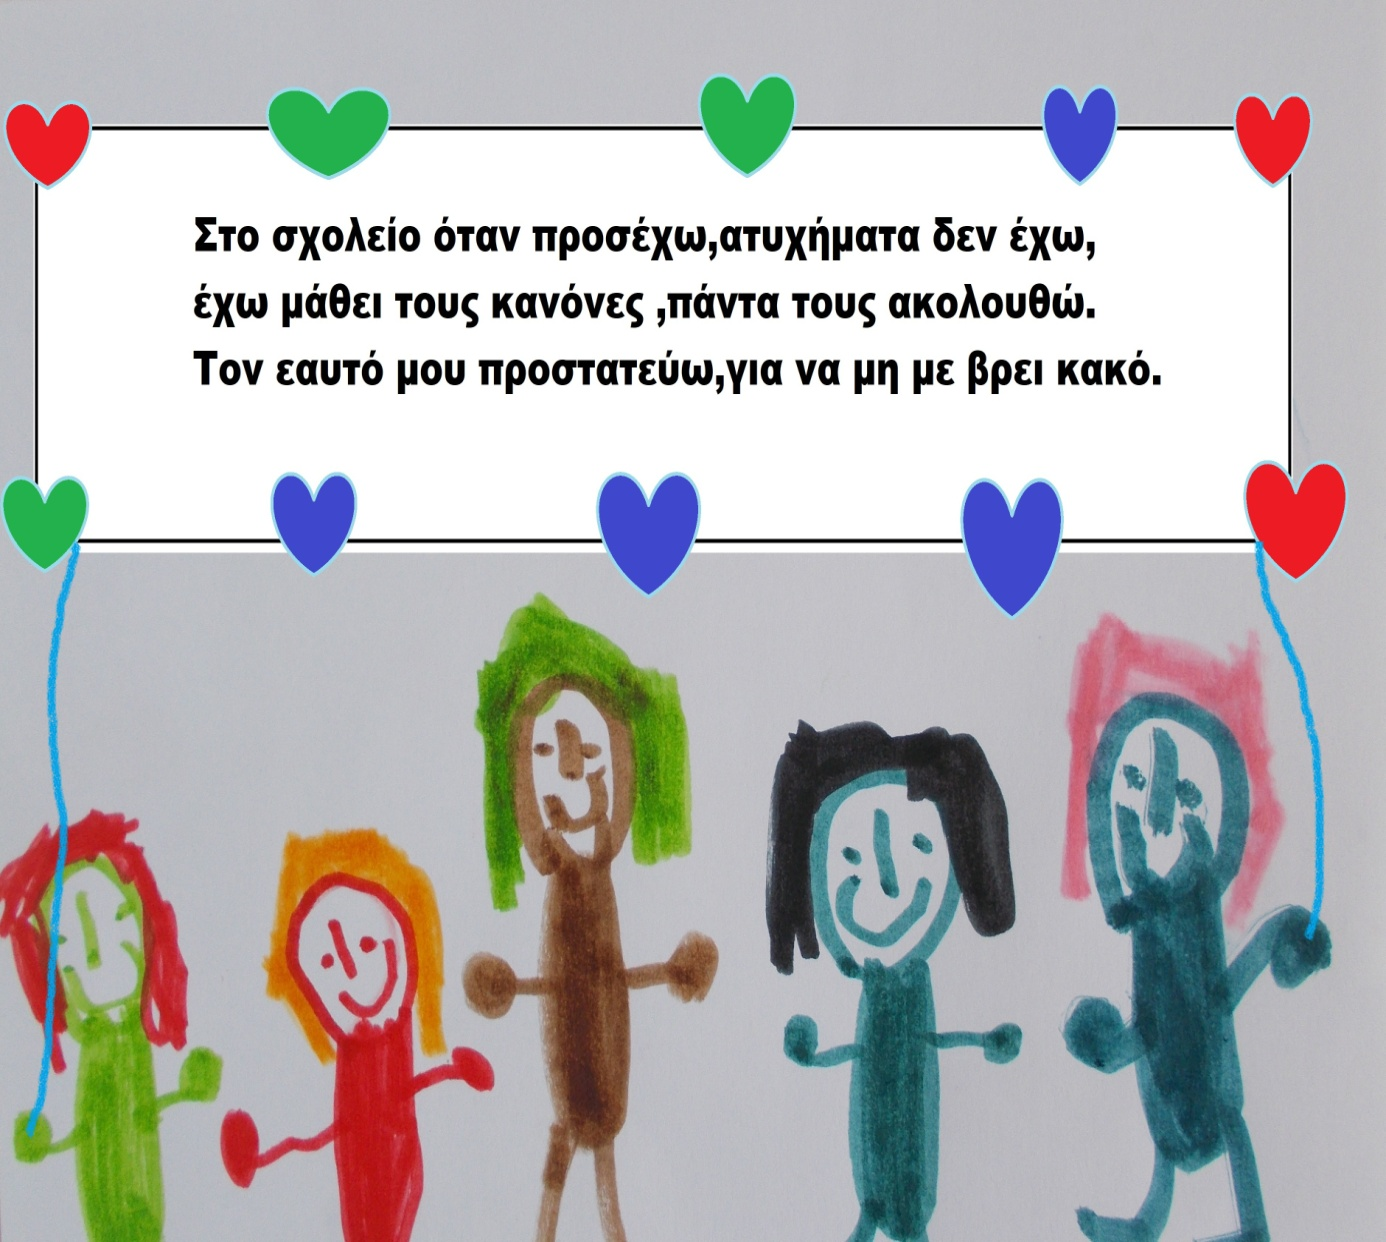 Στο σχολείο όταν προσέχω,ατυχήματα δεν έχω,
έχω μάθει τους κανόνες ,πάντα τους ακολουθώ.
Τον εαυτό μου προστατεύω,για να μη με βρει κακό.